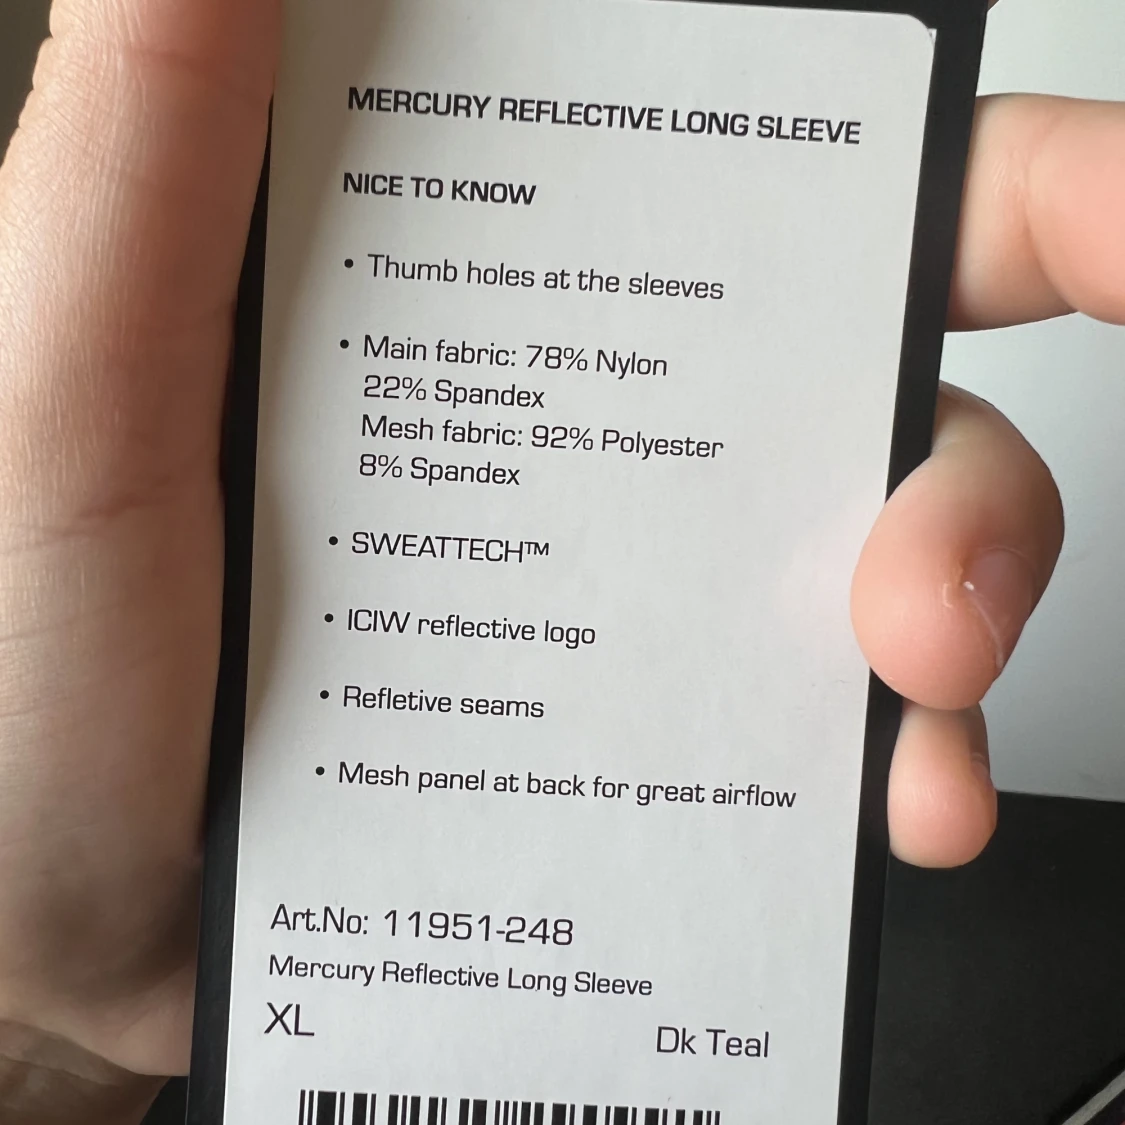 MERCURY REFLECTIVE LONG SLEEVE
NICE TO KNOW
• Thumb holes at the sleeves
• Main fabric: 78% Nylon
22% Spandex
Mesh fabric: 92% Polyester
8% Spandex
• SWEATTECH™
• ICIW reflective logo
• Refletive seams
• Mesh panel at back for great airflow
Art.No: 11951-248
Mercury Reflective Long Sleeve
XL Dk Teal